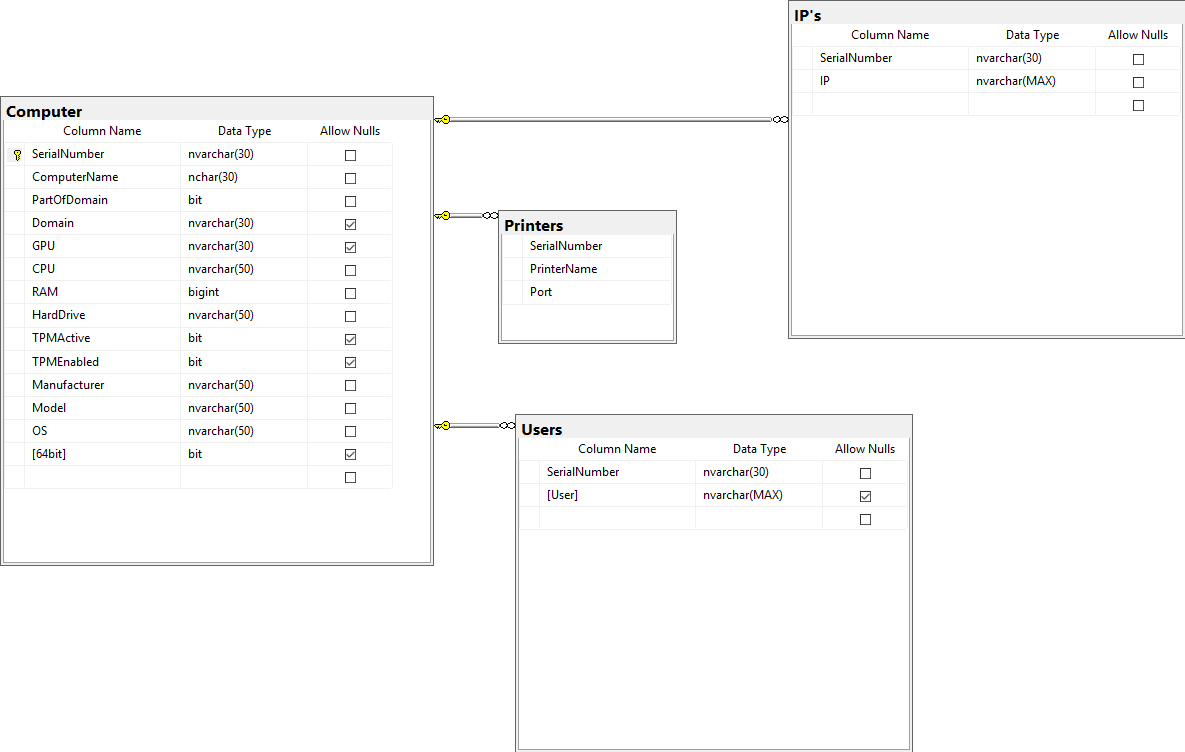 IP's
Column Name Data Type Allow Nulls
SerialNumber nvarchar(30)
IP nvarchar(MAX)
Computer
Column Name Data Type Allow Nulls
SerialNumber nvarchar(30)
ComputerName nchar(30)
PartOfDomain bit
Domain nvarchar(30)
GPU nvarchar(30)
CPU nvarchar(50)
RAM bigint
HardDrive nvarchar(50)
TPMActive bit
TPMEnabled bit
Manufacturer nvarchar(50)
Model nvarchar(50)
OS nvarchar(50)
[64bit] bit
Printers
SerialNumber
PrinterName
Port
Users
Column Name Data Type Allow Nulls
SerialNumber nvarchar(30)
[User] nvarchar(MAX)